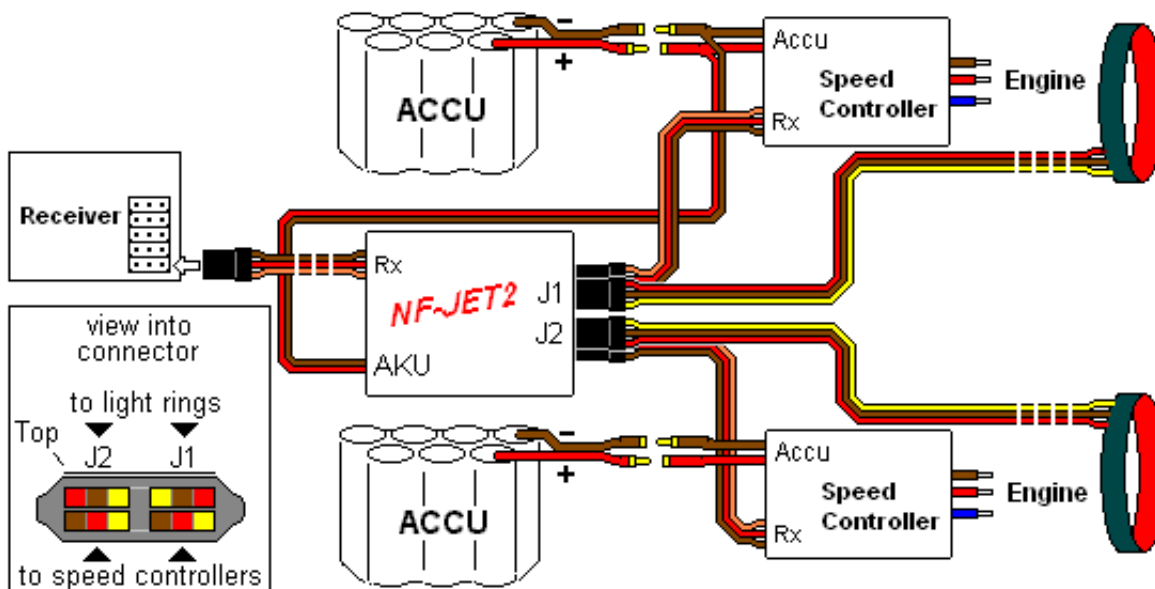 ACCU
-
+
Accu
Speed
Controller
Rx
Engine
Receiver
Rx
NF~JET2
J1
J2
AKU
view into
connector
to light rings
Top
J2 J1
to speed controllers
ACCU
-
+
Accu
Speed
Controller
Rx
Engine